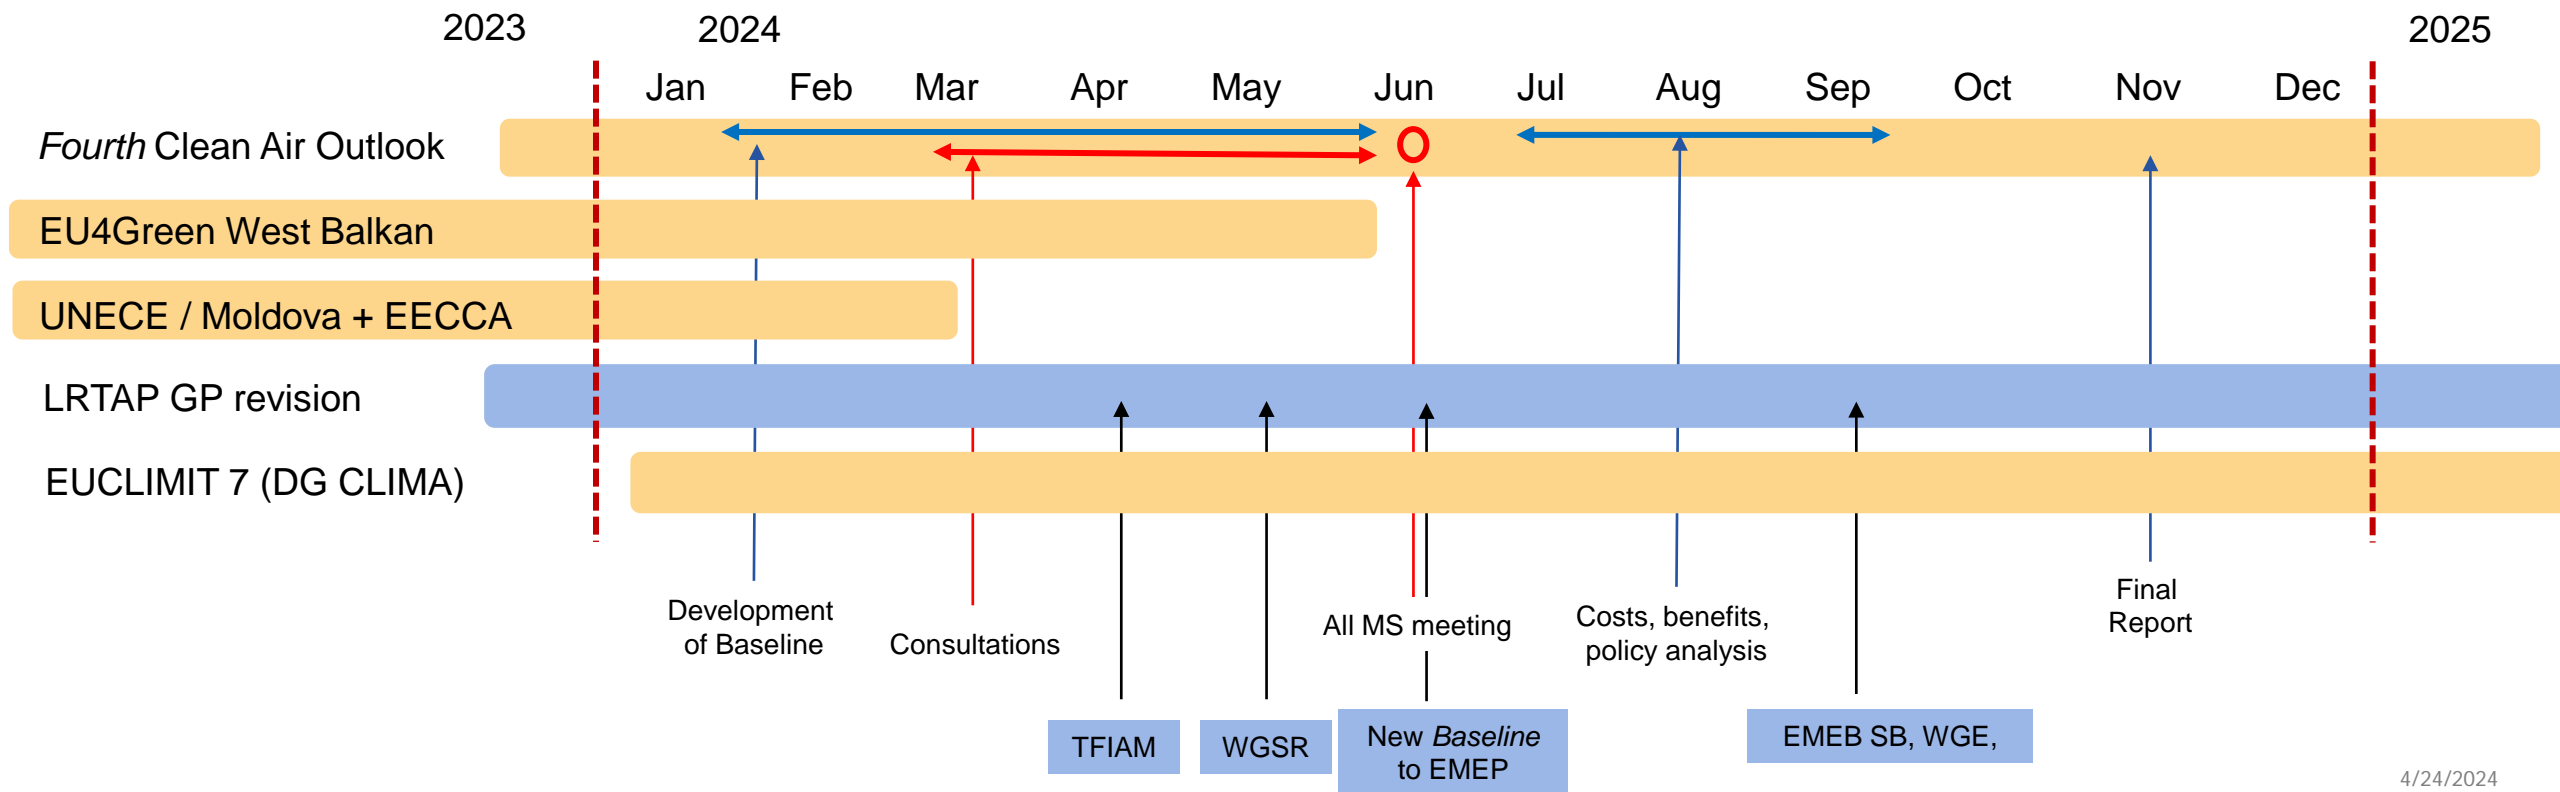 2023
2024
2025
Jan Feb Mar Apr May Jun Jul Aug Sep Oct Nov Dec
Fourth Clean Air Outlook
EU4Green West Balkan
UNECE / Moldova + EECCA
LRTAP GP revision
EUCLIMIT 7 (DG CLIMA)
Development
of Baseline
Consultations
All MS meeting
Costs, benefits,
policy analysis
Final
Report
TFIAM
WGSR
New Baseline
to EMEP
EMEB SB, WGE,
4/24/2024